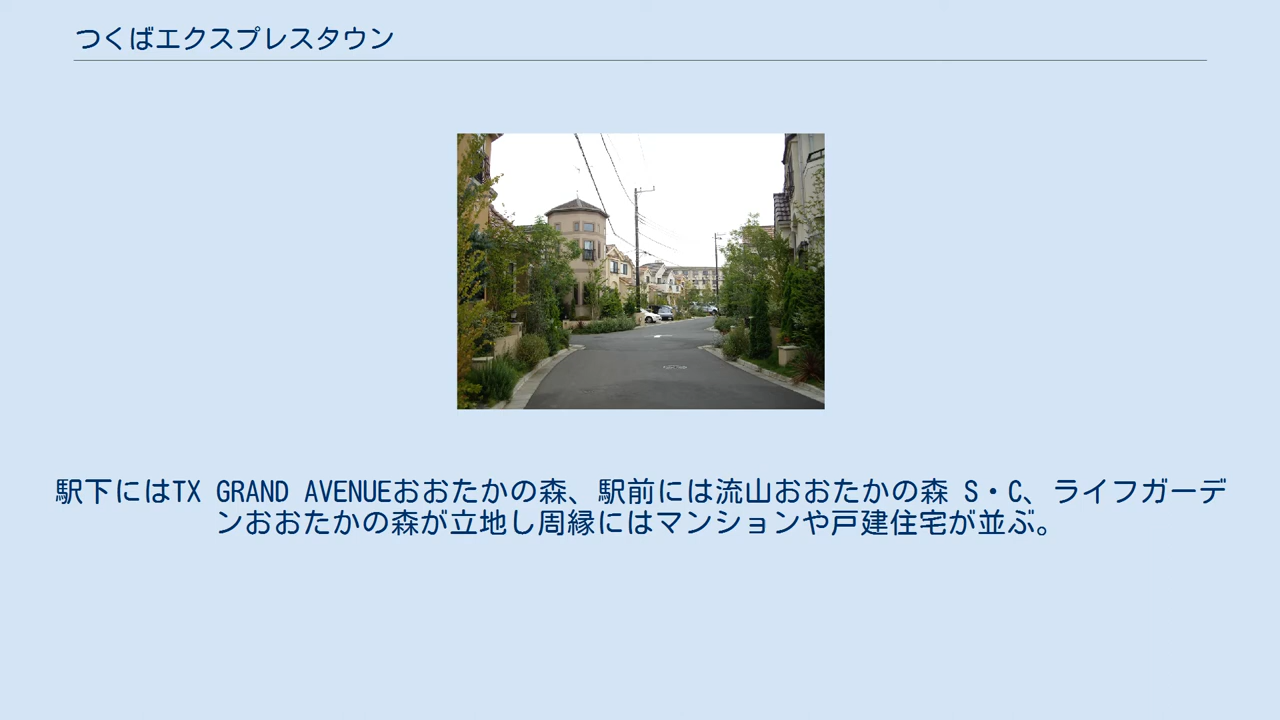 つくばエクスプレスタウン
駅下にはTX GRAND AVENUEおおたかの森、駅前には流山おおたかの森 S・C、ライフガーデ
ンおおたかの森が立地し周縁にはマンションや戸建住宅が並ぶ。